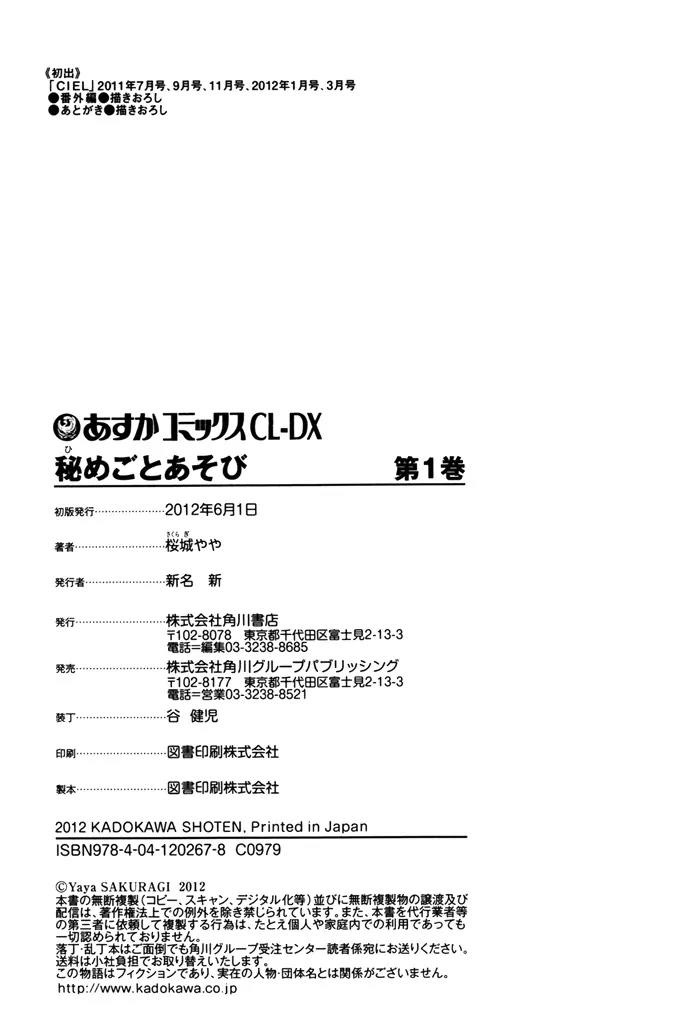 《初出》
「CIEL」2011年7月号、9月号、11月号、2012年1月号、3月号
●番外編●描きおろし
●あとがき●描きおろし
あすかコミックスCL-DX
ひ
秘めごとあそび 第1巻
初版発行…………………2012年6月1日
さくら ぎ
著者………………………桜城やや
発行者……………………新名 新
発行………………………株式会社角川書店
〒102-8078 東京都千代田区富士見2-13-3
電話=編集03-3238-8685
発売………………………株式会社角川グループパブリッシング
〒102-8177 東京都千代田区富士見2-13-3
電話=営業03-3238-8521
装丁………………………谷 健児
印刷………………………図書印刷株式会社
製本………………………図書印刷株式会社
2012 KADOKAWA SHOTEN, Printed in Japan
ISBN978-4-04-120267-8 C0979
©Yaya SAKURAGI 2012
本書の無断複製(コピー、スキャン、デジタル化等)並びに無断複製物の譲渡及び
配信は、著作権法上での例外を除き禁じられています。また、本書を代行業者等
の第三者に依頼して複製する行為は、たとえ個人や家庭内での利用であっても
一切認められておりません。
落丁・乱丁本はご面倒でも角川グループ受注センター読者係宛にお送りください。
送料は小社負担でお取り替えいたします。
この物語はフィクションであり、実在の人物・団体名とは関係がございません。
http://www.kadokawa.co.jp